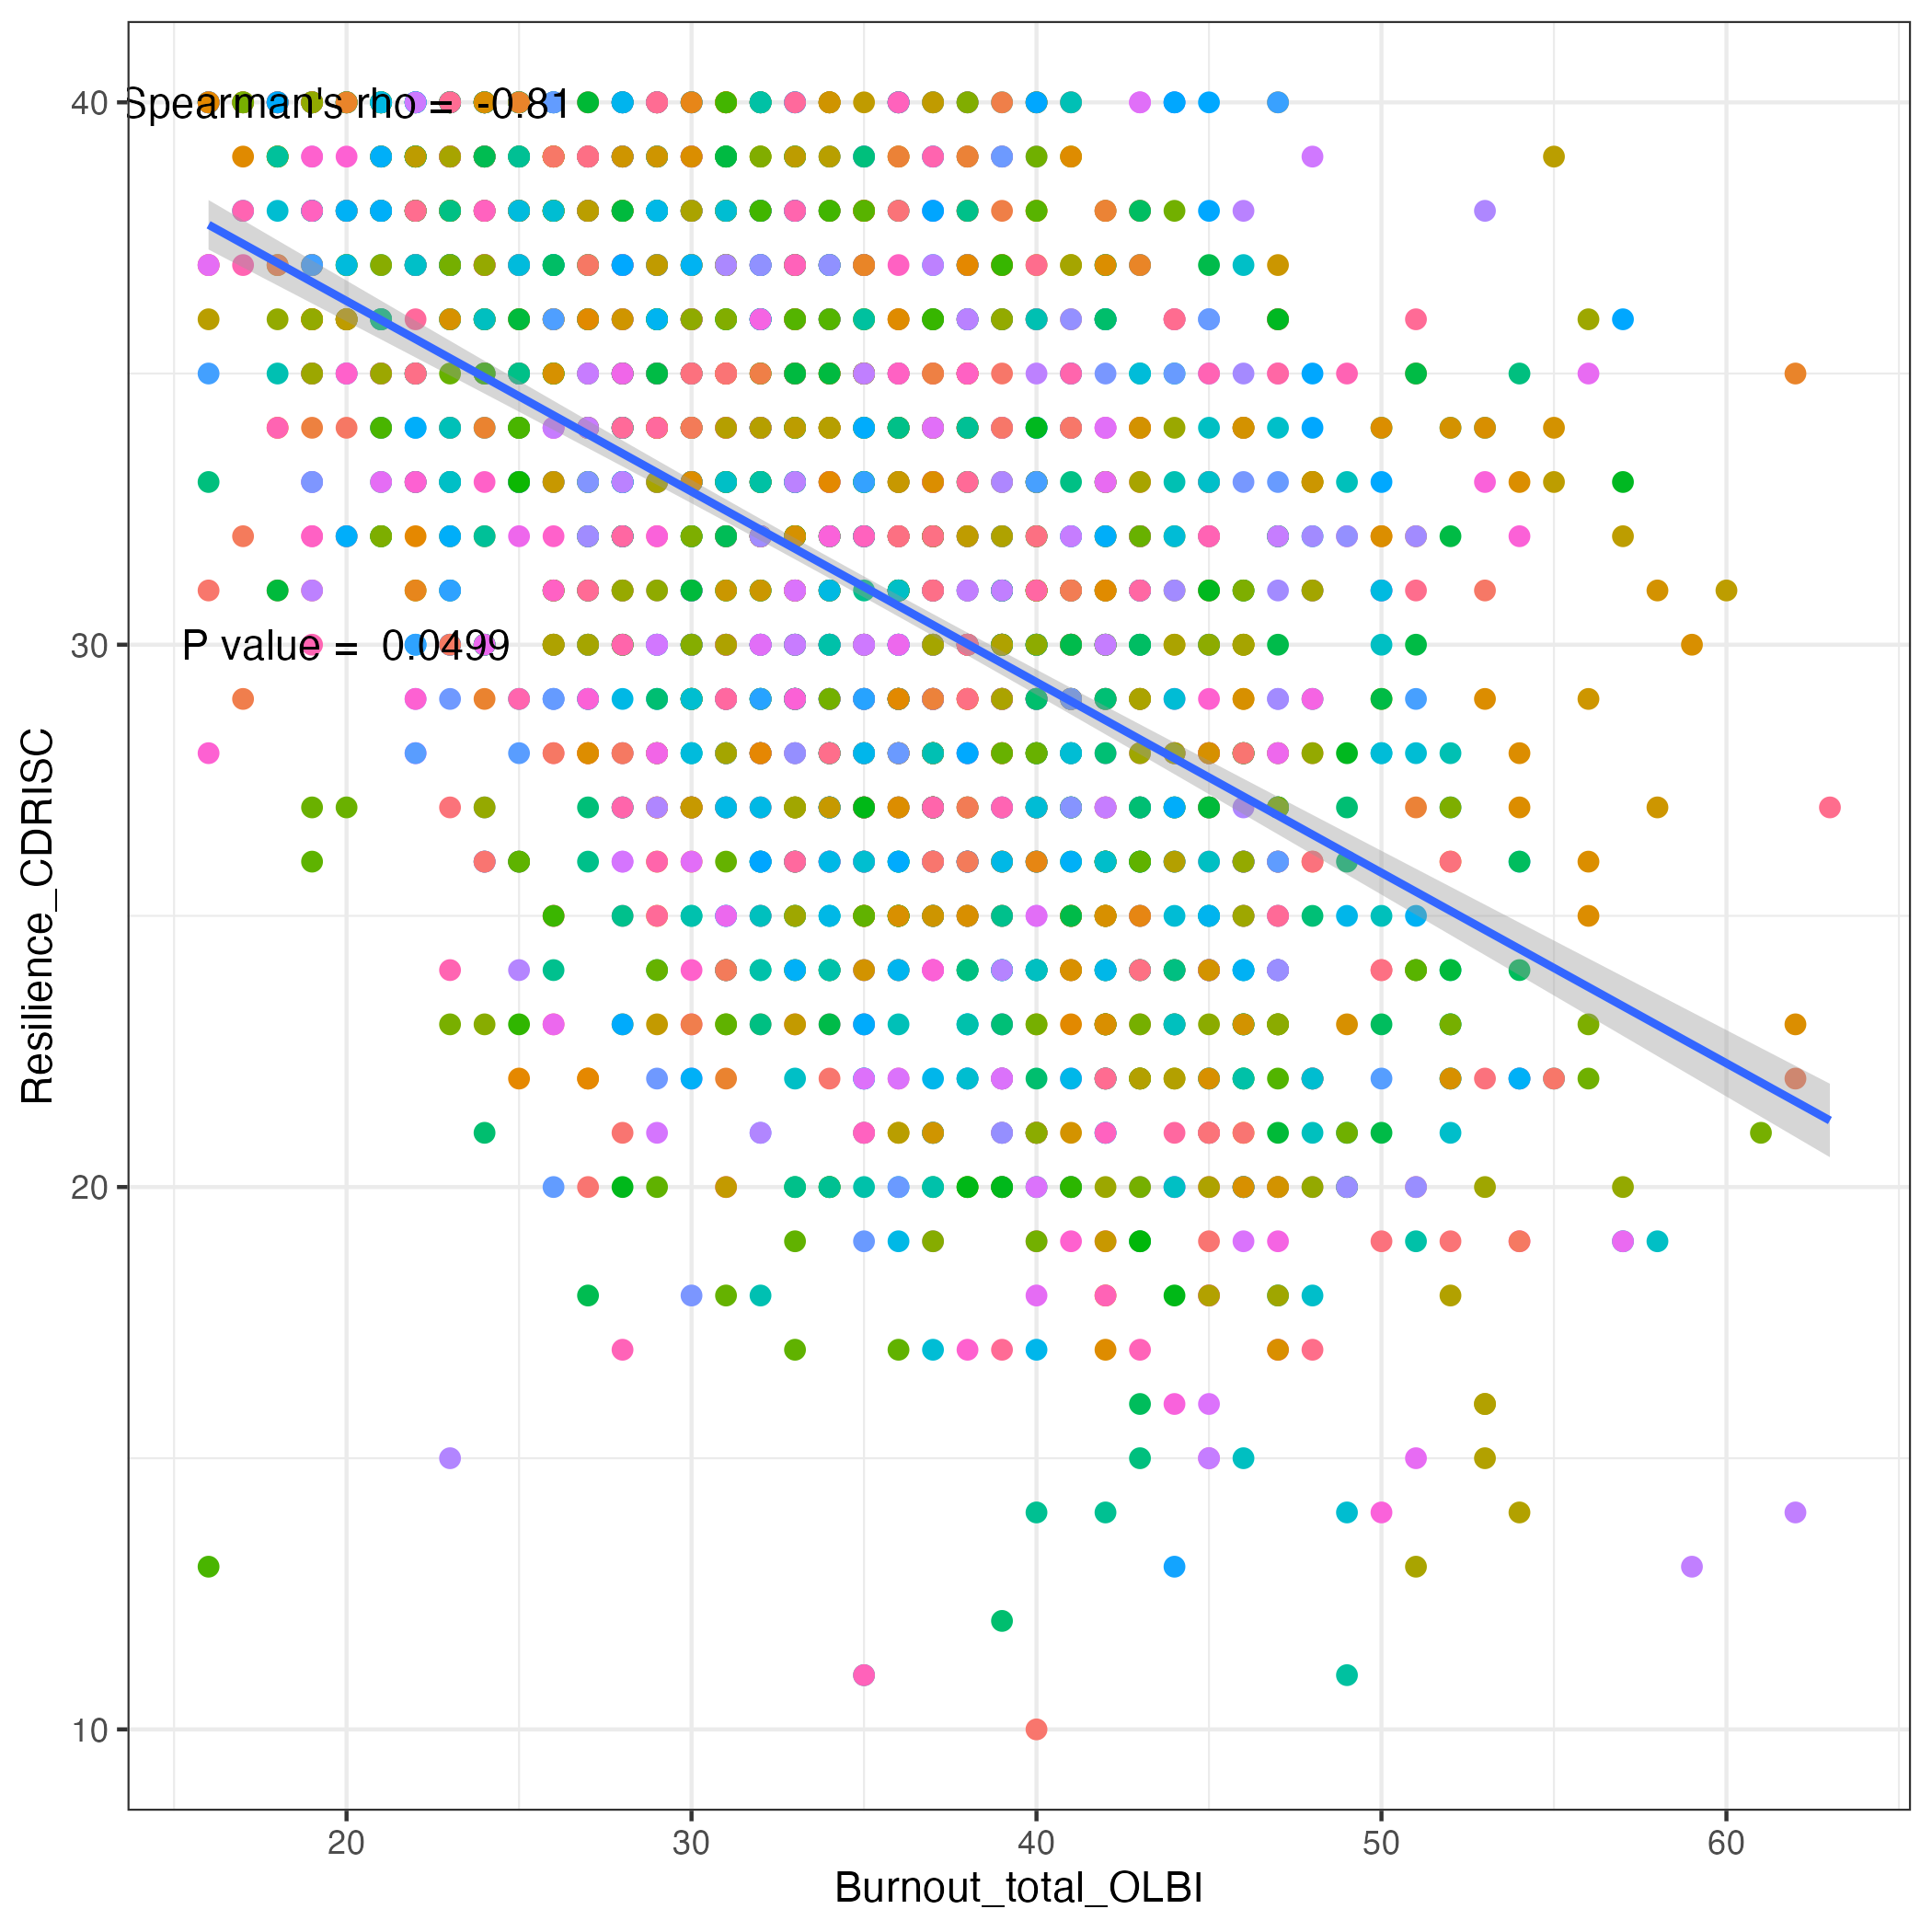 40
Spearman's rho = -0.81
30
P value = 0.0499
20
10
Resilience_CDRISC
20 30 40 50 60
Burnout_total_OLBI